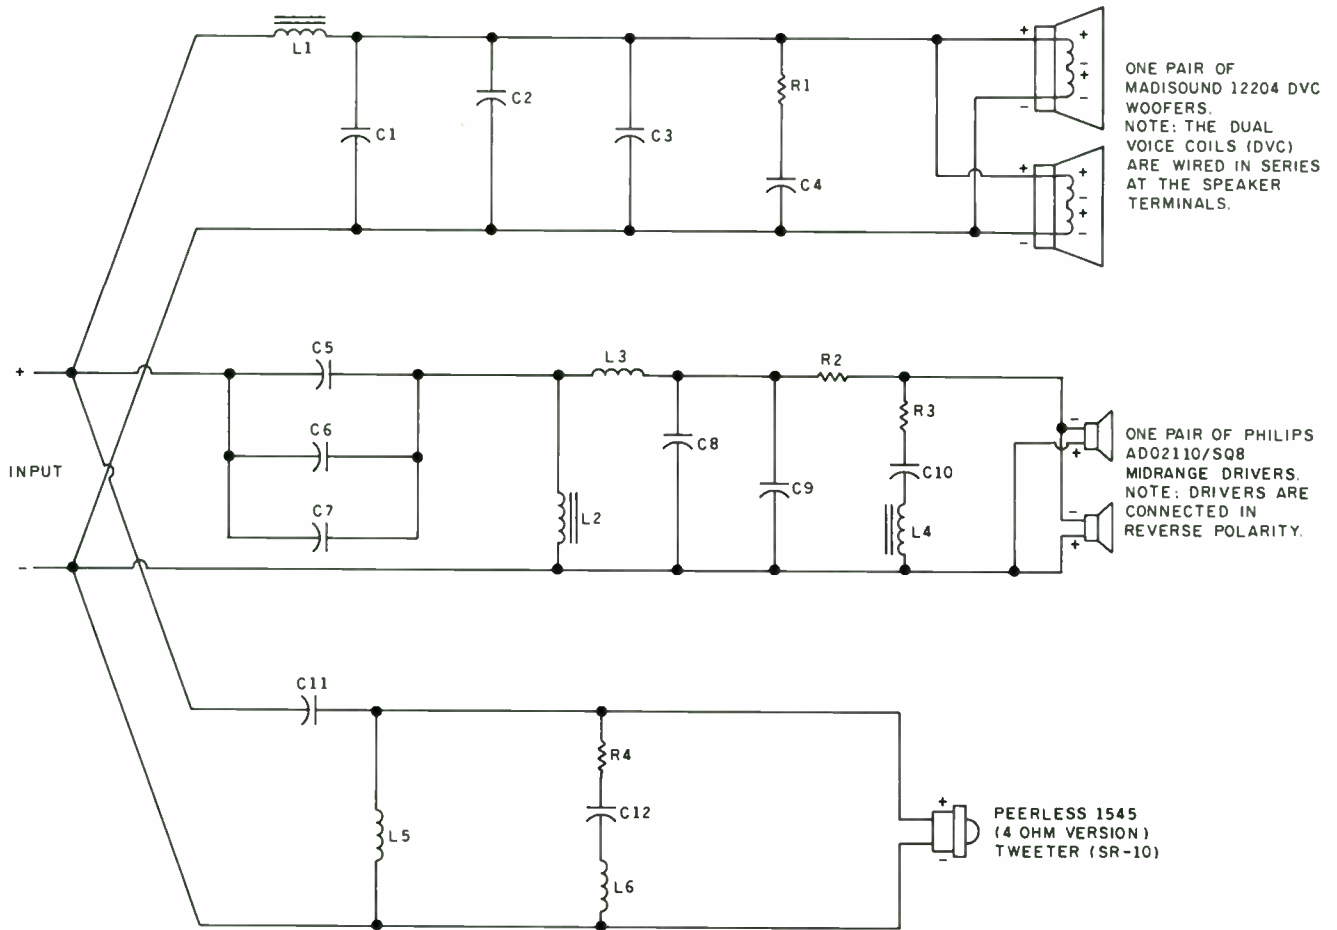 L1
C1
C2
C3
R1
C4
+
+
-
+
-
-
ONE PAIR OF
MADISOUND 12204 DVC
WOOFERS.
NOTE: THE DUAL
VOICE COILS (DVC)
ARE WIRED IN SERIES
AT THE SPEAKER
TERMINALS.
+
+
-
+
-
-
+
INPUT
-
C5
C6
C7
L2
L3
C8
C9
R2
R3
C10
L4
-
+
-
+
ONE PAIR OF PHILIPS
AD02110/SQ8
MIDRANGE DRIVERS.
NOTE: DRIVERS ARE
CONNECTED IN
REVERSE POLARITY.
C11
L5
R4
C12
L6
+
-
PEERLESS 1545
(4 OHM VERSION)
TWEETER (SR-10)